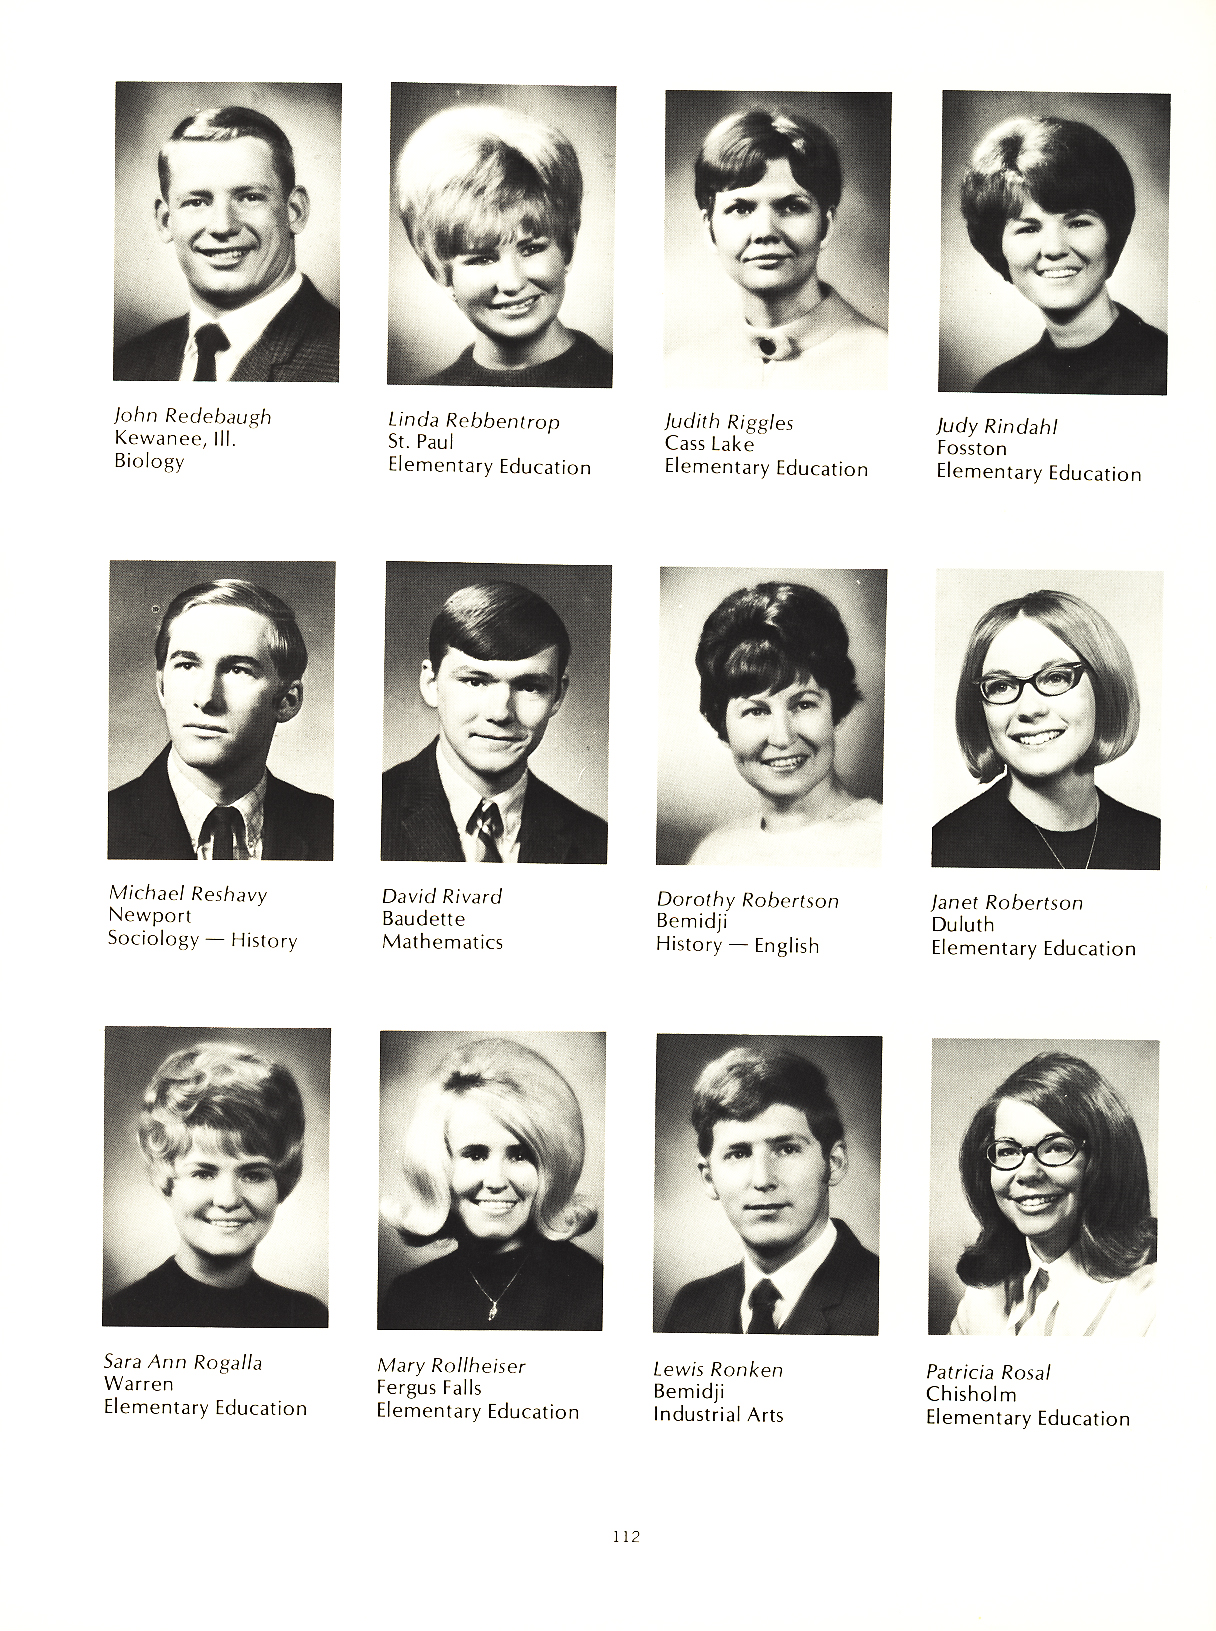 John Redebaugh
Kewanee, Ill.
Biology
Linda Rebbentrop
St. Paul
Elementary Education
Judith Riggles
Cass Lake
Elementary Education
Judy Rindahl
Fosston
Elementary Education
Michael Reshavy
Newport
Sociology — History
David Rivard
Baudette
Mathematics
Dorothy Robertson
Bemidji
History — English
Janet Robertson
Duluth
Elementary Education
Sara Ann Rogalla
Warren
Elementary Education
Mary Rollheiser
Fergus Falls
Elementary Education
Lewis Ronken
Bemidji
Industrial Arts
Patricia Rosal
Chisholm
Elementary Education
112